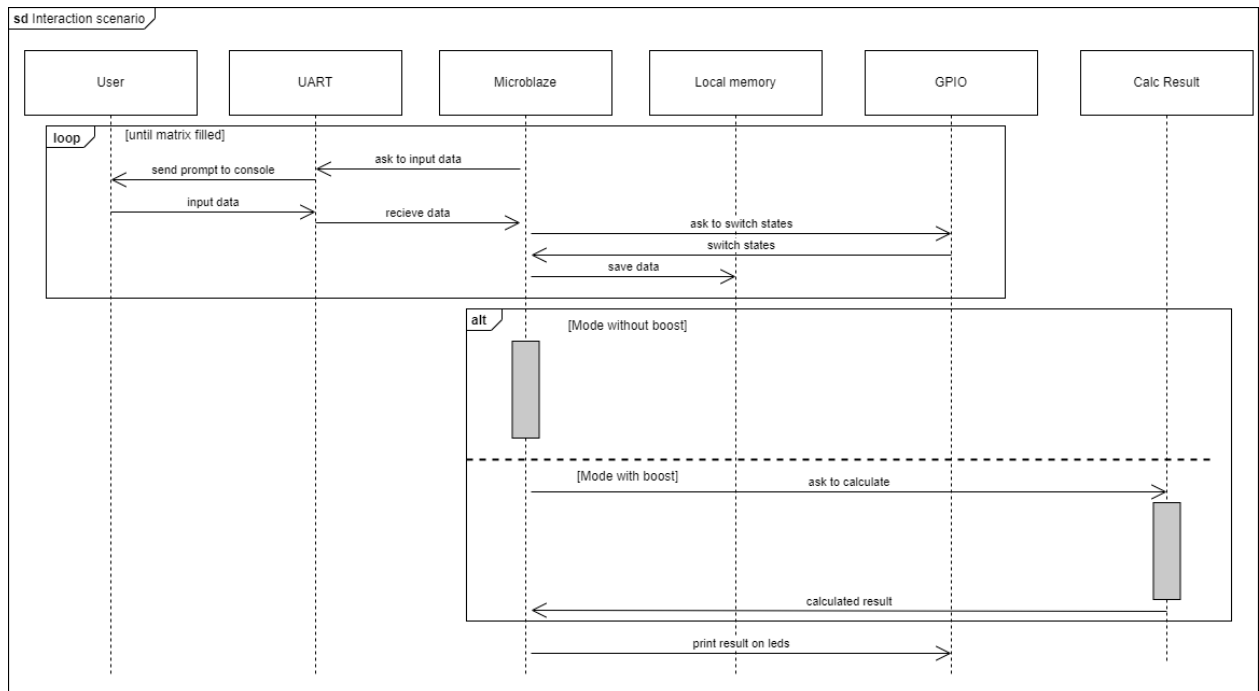 sd Interaction scenario
User
UART
Microblaze
Local memory
GPIO
Calc Result
loop
[until matrix filled]
ask to input data
send prompt to console
input data
recieve data
ask to switch states
switch states
save data
alt
[Mode without boost]
[Mode with boost]
ask to calculate
calculated result
print result on leds